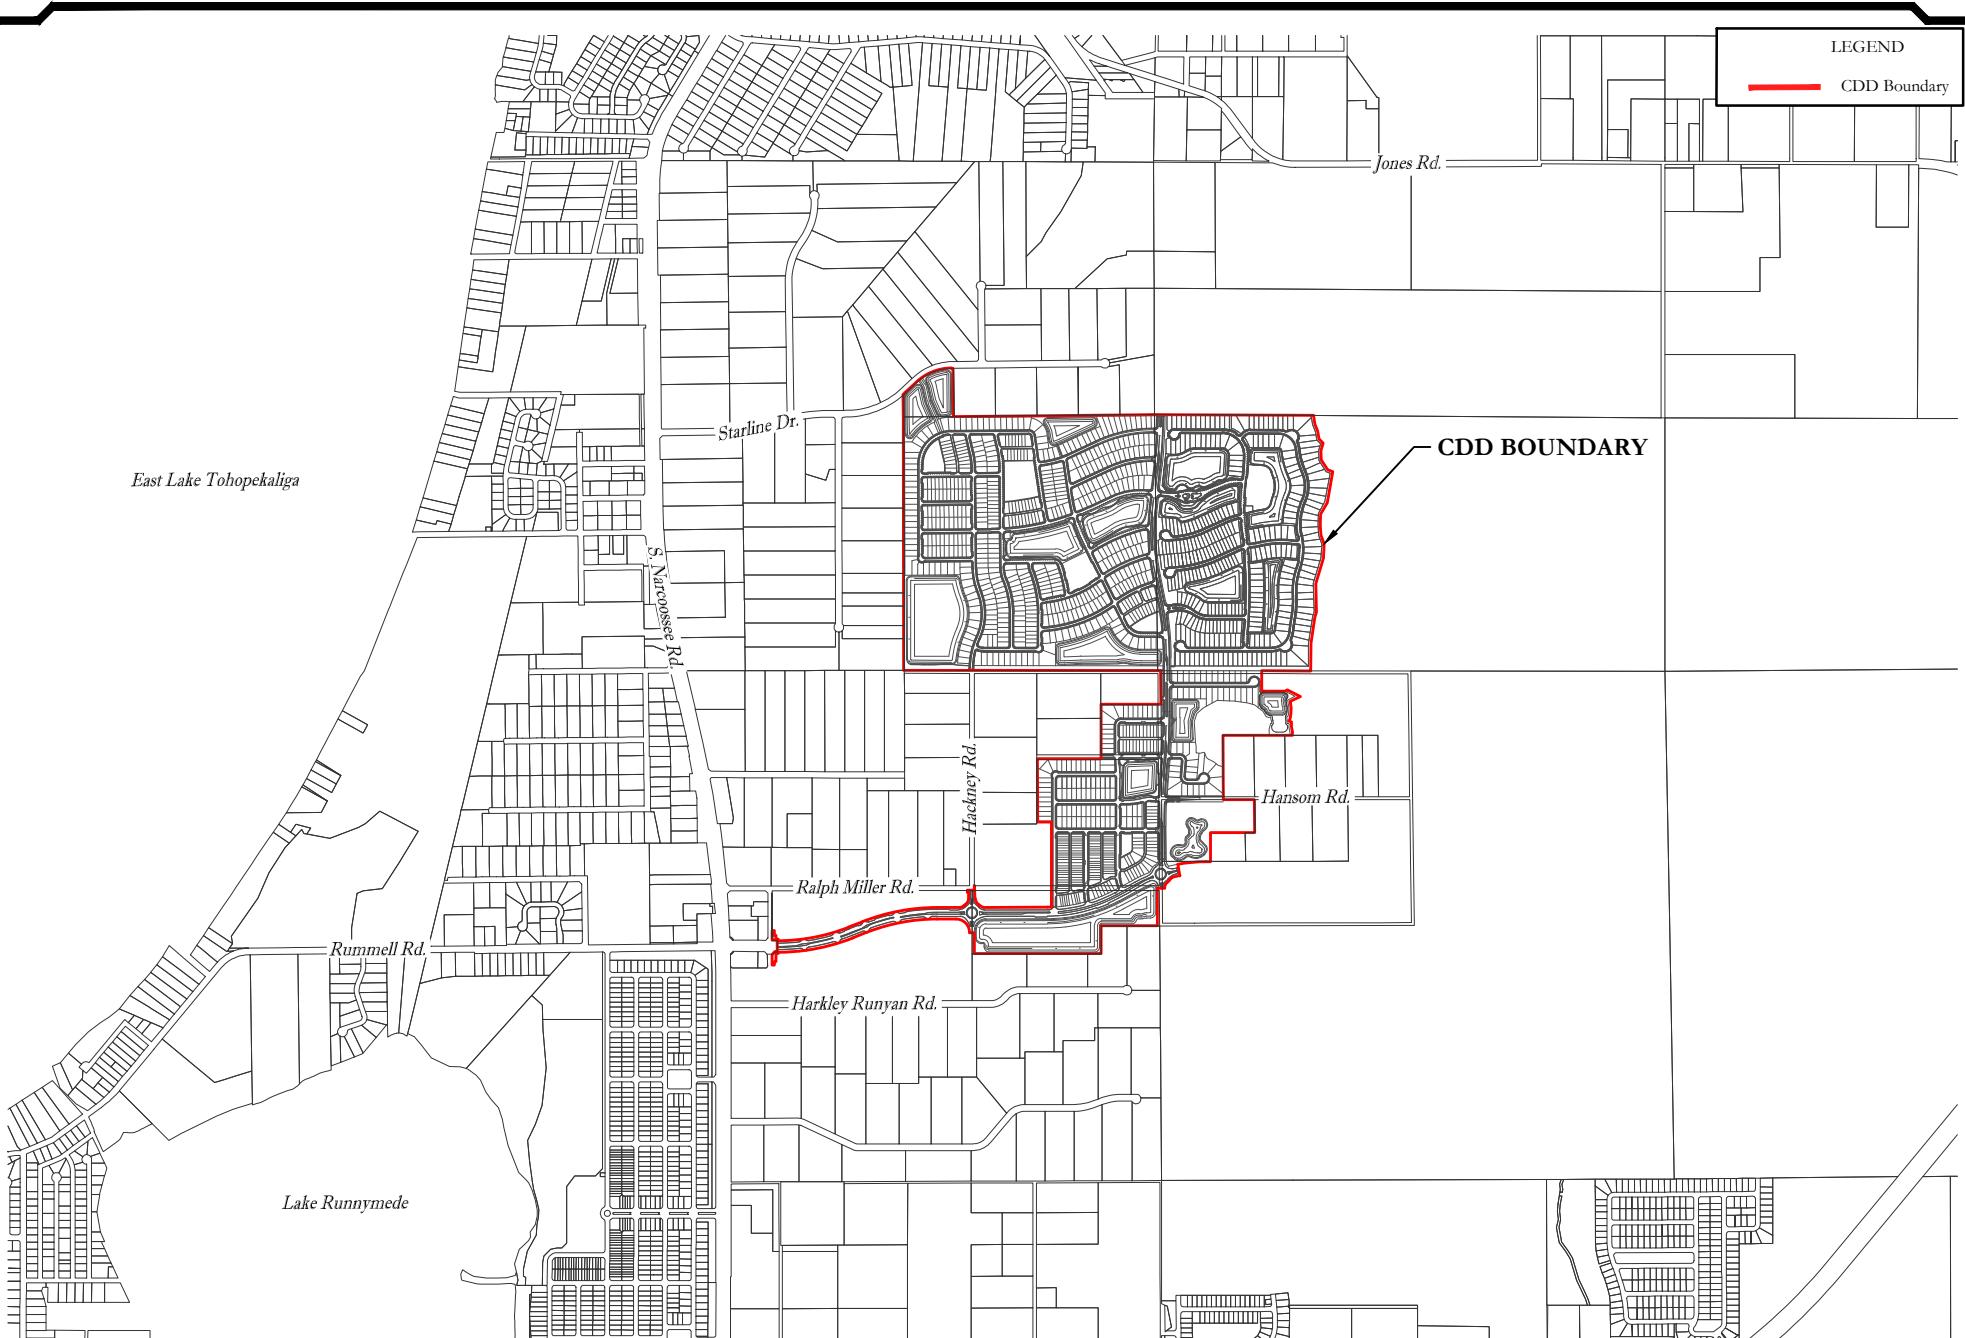 LEGEND
CDD Boundary
Jones Rd.
Starline Dr.
CDD BOUNDARY
East Lake Tohopekaliga
S. Narcoossee Rd.
Hackney Rd.
Hansom Rd.
Ralph Miller Rd.
Rummell Rd.
Harkley Runyan Rd.
Lake Runnymede